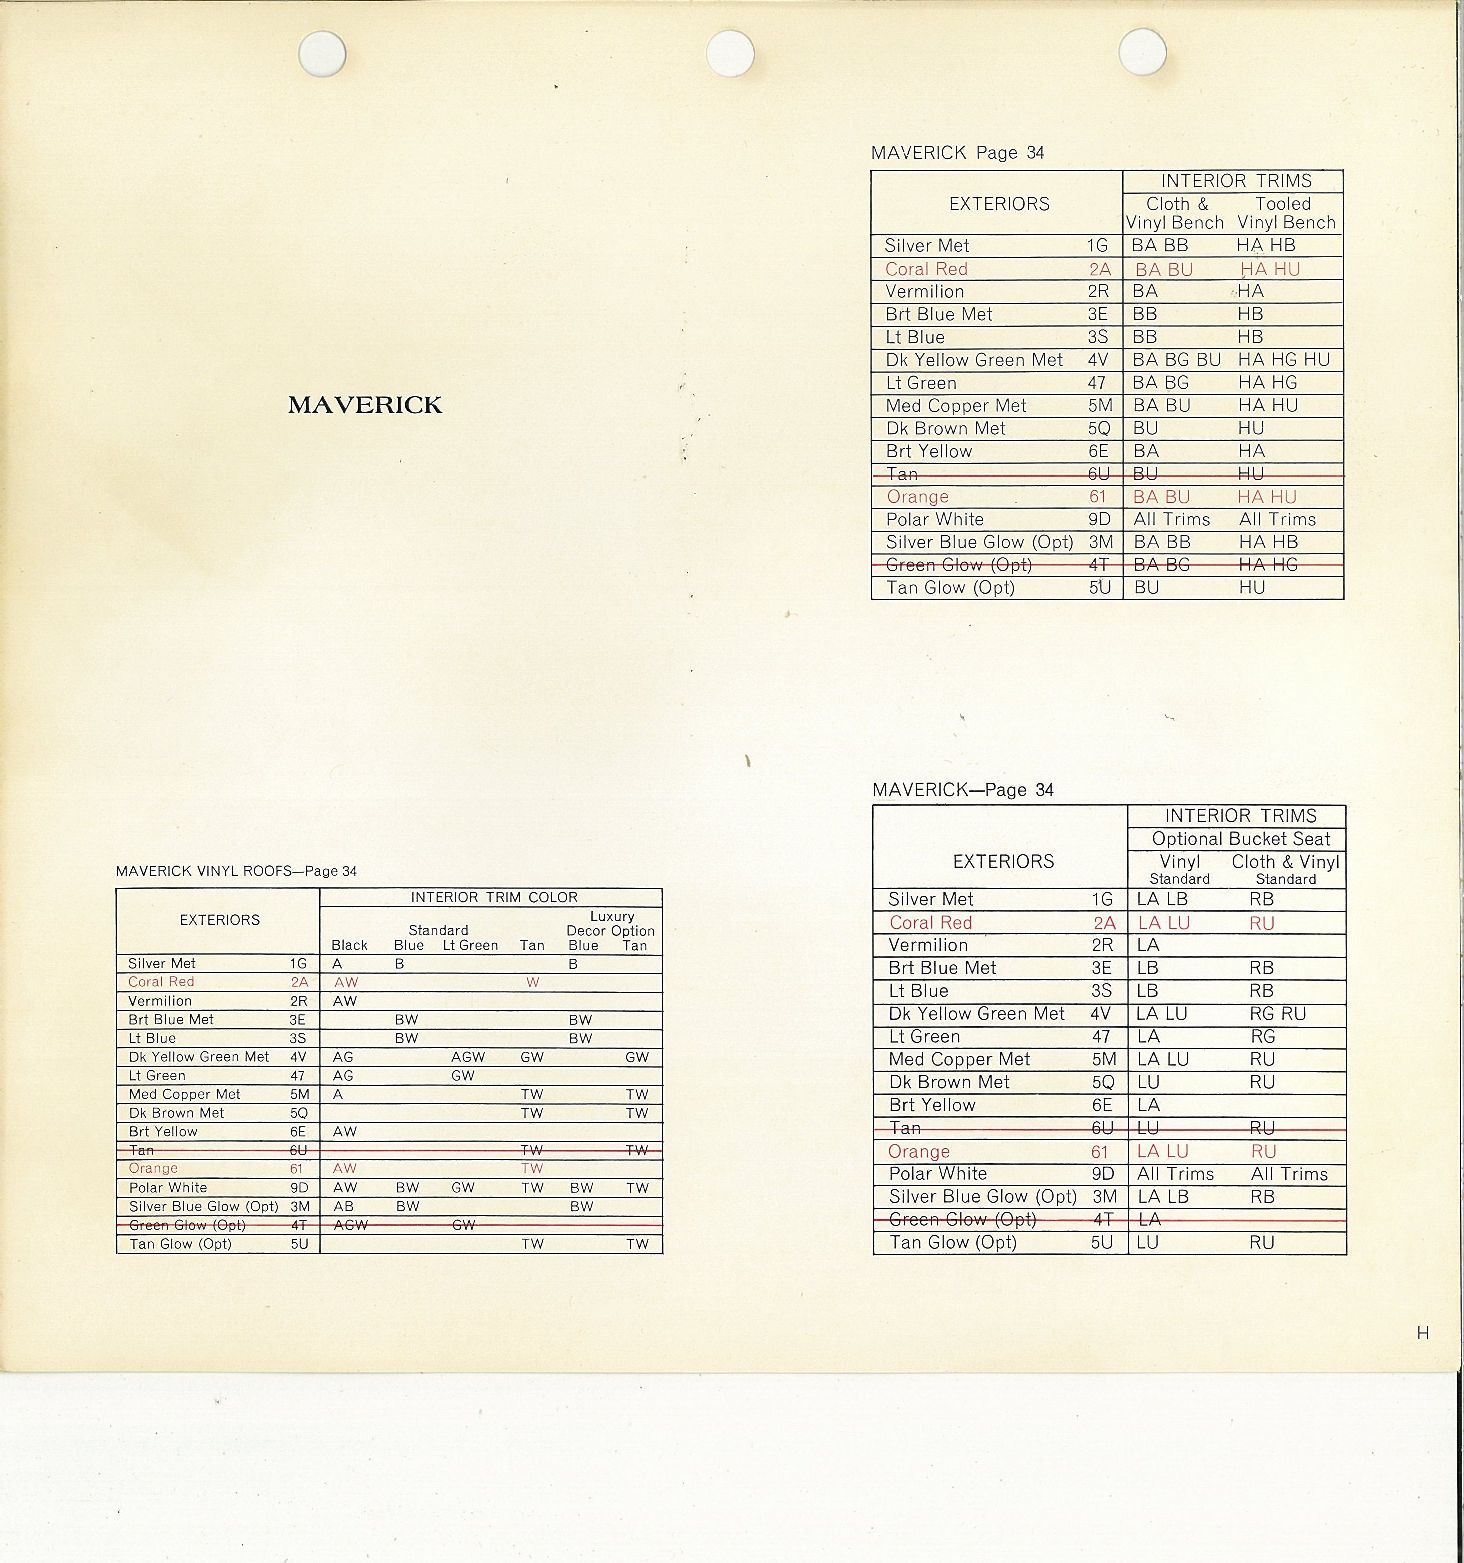 MAVERICK
MAVERICK Page 34
INTERIOR TRIMS
EXTERIORS Cloth & Tooled
Vinyl Bench Vinyl Bench
Silver Met 1G BA BB HA HB
Coral Red 2A BA BU HA HU
Vermilion 2R BA HA
Brt Blue Met 3E BB HB
Lt Blue 3S BB HB
Dk Yellow Green Met 4V BA BG BU HA HG HU
Lt Green 47 BA BG HA HG
Med Copper Met 5M BA BU HA HU
Dk Brown Met 5Q BU HU
Brt Yellow 6E BA HA
Tan 6U BU HU
Orange 61 BA BU HA HU
Polar White 9D All Trims All Trims
Silver Blue Glow (Opt) 3M BA BB HA HB
Green Glow (Opt) 4T BA BG HA HG
Tan Glow (Opt) 5U BU HU
MAVERICK VINYL ROOFS—Page 34
INTERIOR TRIM COLOR
EXTERIORS Luxury
Standard Decor Option
Black Blue Lt Green Tan Blue Tan
Silver Met 1G A B B
Coral Red 2A AW W
Vermilion 2R AW
Brt Blue Met 3E BW BW
Lt Blue 3S BW BW
Dk Yellow Green Met 4V AG AGW GW GW
Lt Green 47 AG GW
Med Copper Met 5M A TW TW
Dk Brown Met 5Q TW TW
Brt Yellow 6E AW
Tan 6U TW TW
Orange 61 AW TW
Polar White 9D AW BW GW TW BW TW
Silver Blue Glow (Opt) 3M AB BW BW
Green Glow (Opt) 4T AGW GW
Tan Glow (Opt) 5U TW TW
MAVERICK—Page 34
INTERIOR TRIMS
Optional Bucket Seat
EXTERIORS Vinyl Cloth & Vinyl
Standard Standard
Silver Met 1G LA LB RB
Coral Red 2A LA LU RU
Vermilion 2R LA
Brt Blue Met 3E LB RB
Lt Blue 3S LB RB
Dk Yellow Green Met 4V LA LU RG RU
Lt Green 47 LA RG
Med Copper Met 5M LA LU RU
Dk Brown Met 5Q LU RU
Brt Yellow 6E LA
Tan 6U LU RU
Orange 61 LA LU RU
Polar White 9D All Trims All Trims
Silver Blue Glow (Opt) 3M LA LB RB
Green Glow (Opt) 4T LA
Tan Glow (Opt) 5U LU RU
H